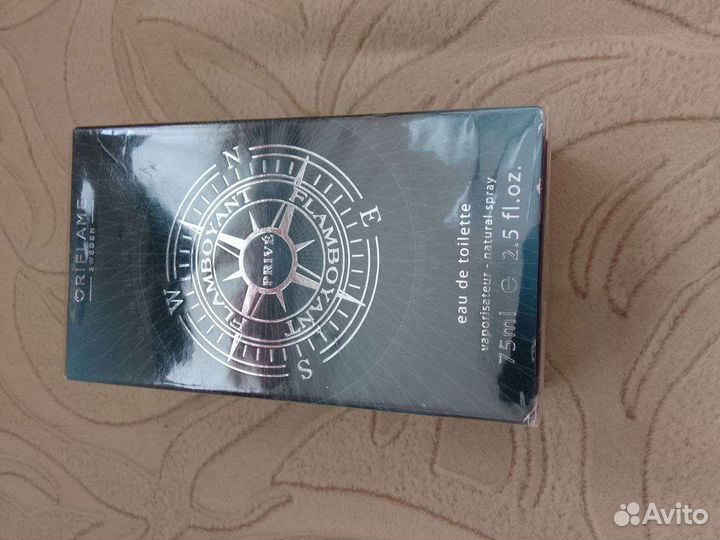 ORIFLAME
SWEDEN
N
E
S
W
FLAMBOYANT
FLAMBOYANT
PRIVÉ
eau de toilette
vaporisateur - natural spray
75ml ℮ 2.5 fl.oz.
Avito